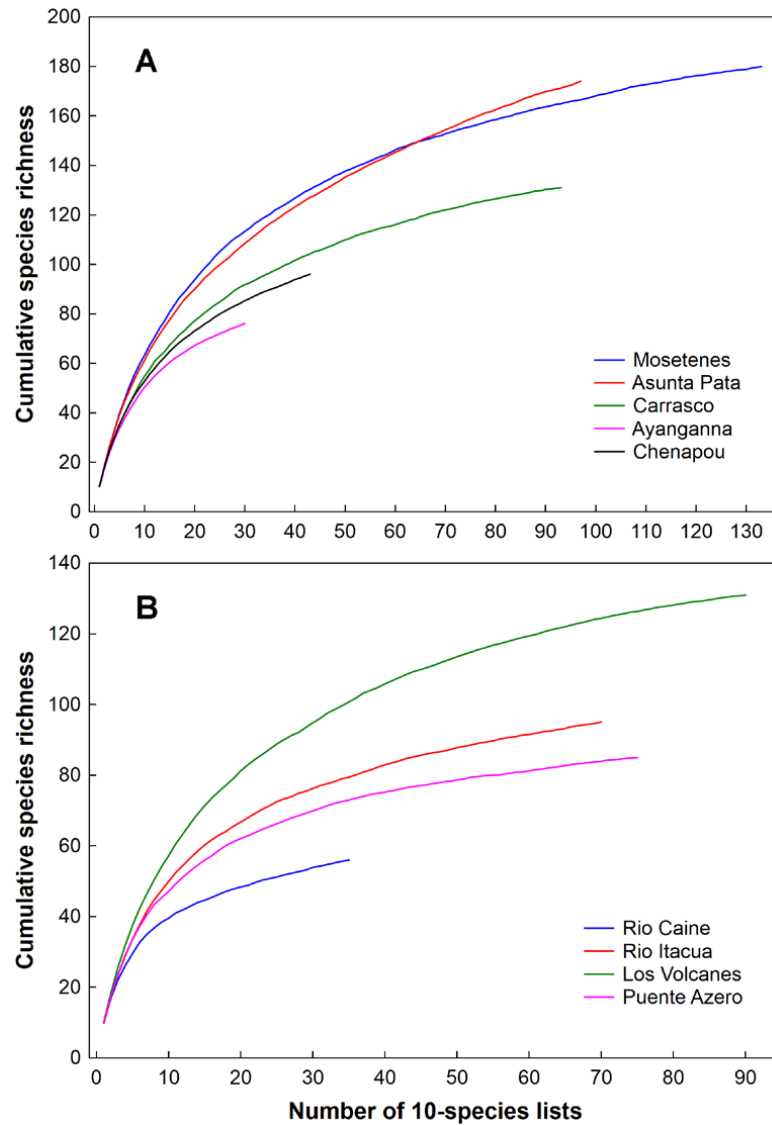 200
180
160
140
120
100
80
60
40
20
0
Cumulative species richness
A
Mosetenes
Asunta Pata
Carrasco
Ayanganna
Chenapou
0 10 20 30 40 50 60 70 80 90 100 110 120 130
140
120
100
80
60
40
20
0
Cumulative species richness
B
Rio Caine
Rio Itacua
Los Volcanes
Puente Azero
0 10 20 30 40 50 60 70 80 90
Number of 10-species lists